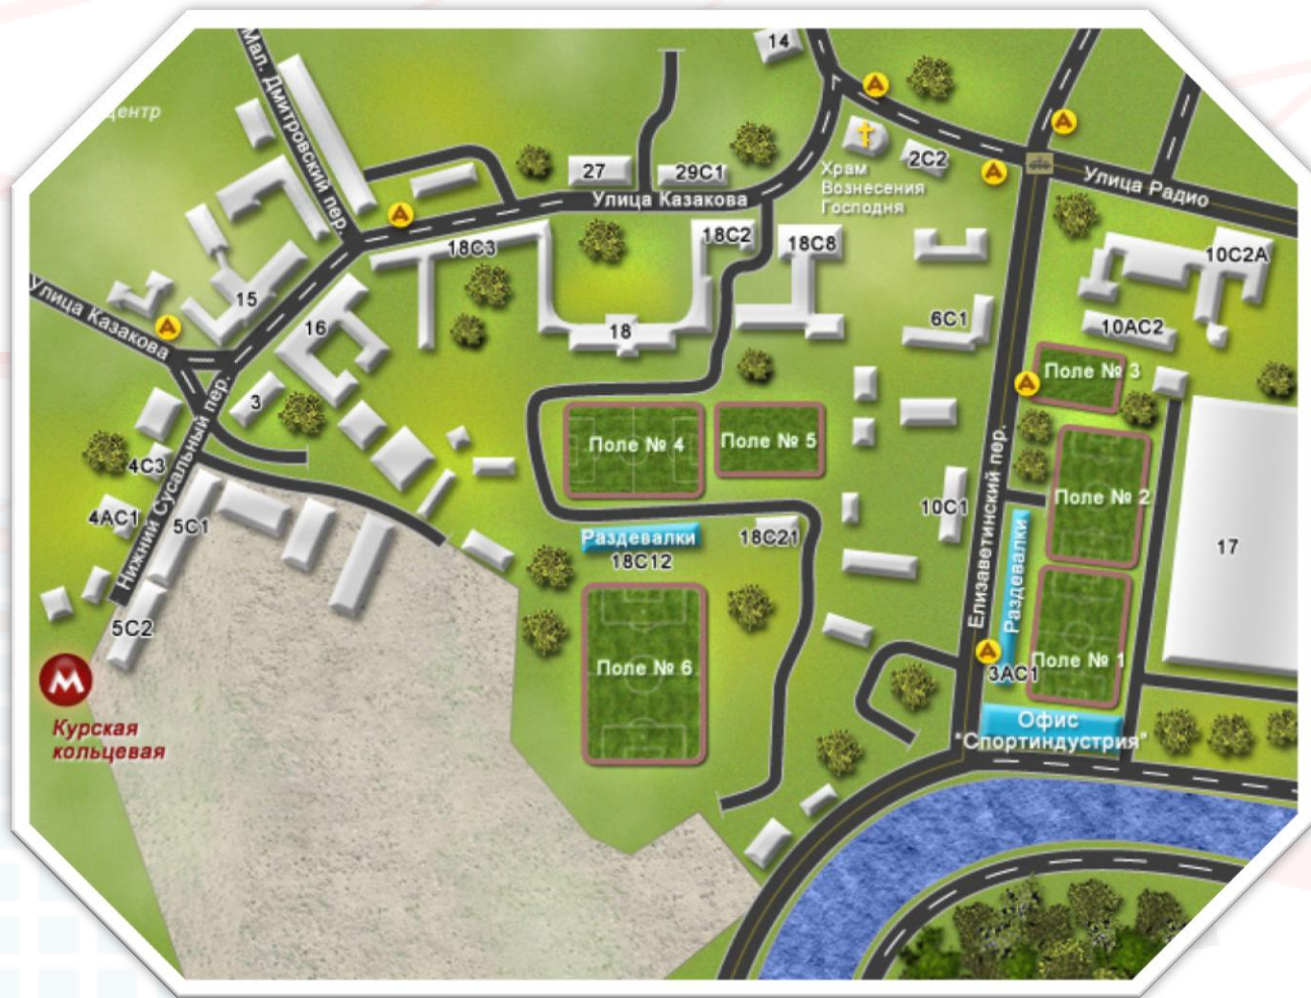 14
Мал. Дмитровский пер.
центр
27
29С1
Улица Казакова
Храм
Вознесения
Господня
2С2
Улица Радио
18С3
18С2
18С8
10С2А
15
16
18
6С1
10АС2
Улица Казакова
3
Поле № 3
Поле № 4
Поле № 5
Поле № 2
4С3
4АС1
5С1
Нижний Сусальный пер.
10С1
Елизаветинский пер.
Раздевалки
18С12
18С21
Раздевалки
17
5С2
Поле № 6
Поле № 1
3АС1
М
Курская
кольцевая
Офис
"Спортиндустрия"
А
А
А
А
А
А
А